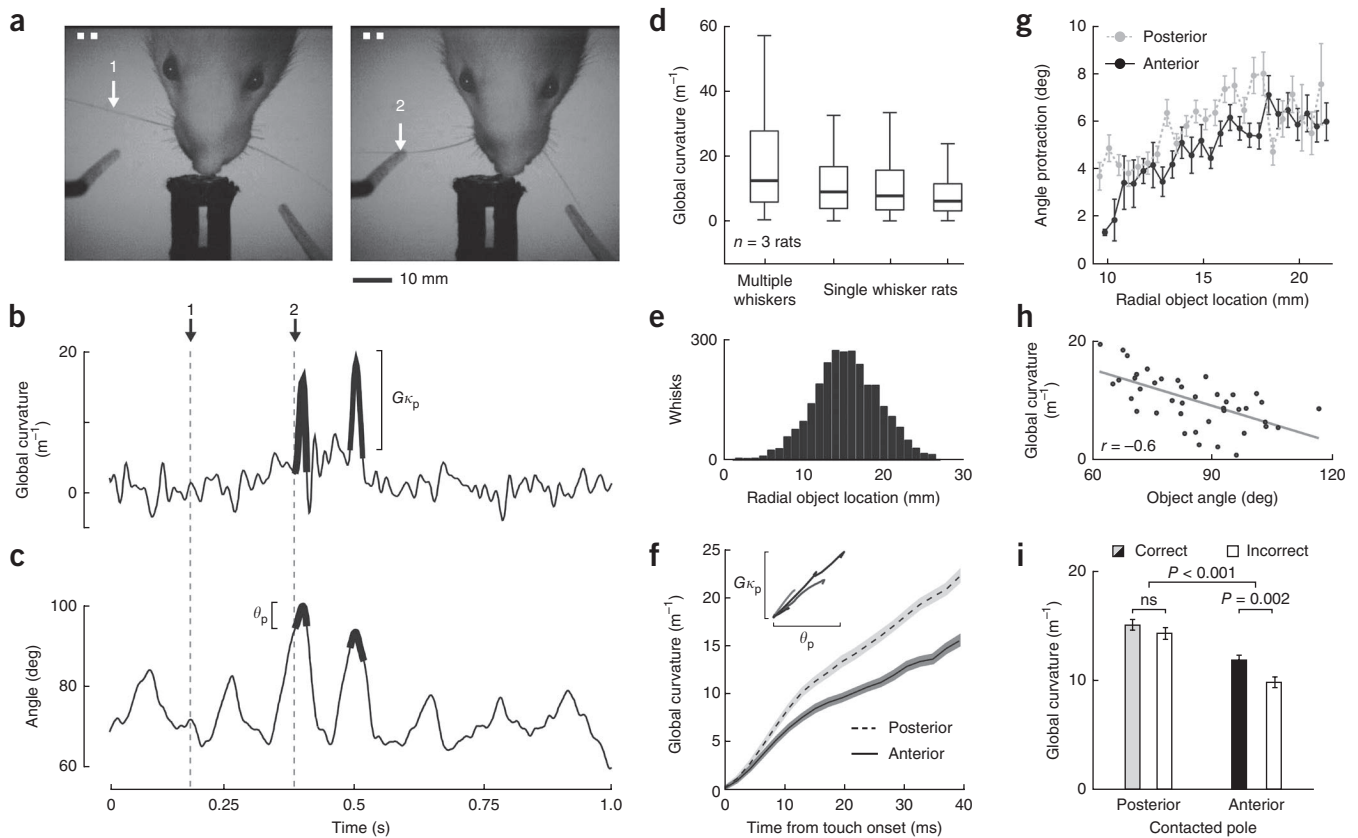 a
1
2
10 mm
b
1
2
20
0
Global curvature
(m⁻¹)
Gκp
c
100
80
60
Angle (deg)
θp
0
0.25
0.5
0.75
1.0
Time (s)
d
60
40
20
0
Global curvature (m⁻¹)
n = 3 rats
Multiple
whiskers
Single whisker rats
e
300
0
Whisks
0
10
20
30
Radial object location (mm)
f
25
20
15
10
5
0
Global curvature (m⁻¹)
Gκp
θp
Posterior
Anterior
0
10
20
30
40
Time from touch onset (ms)
g
10
8
6
4
2
0
Angle protraction (deg)
Posterior
Anterior
10
15
20
Radial object location (mm)
h
20
10
0
Global curvature
(m⁻¹)
r = –0.6
60
90
120
Object angle (deg)
i
Correct
Incorrect
20
10
0
Global curvature (m⁻¹)
P < 0.001
ns
P = 0.002
Posterior
Anterior
Contacted pole